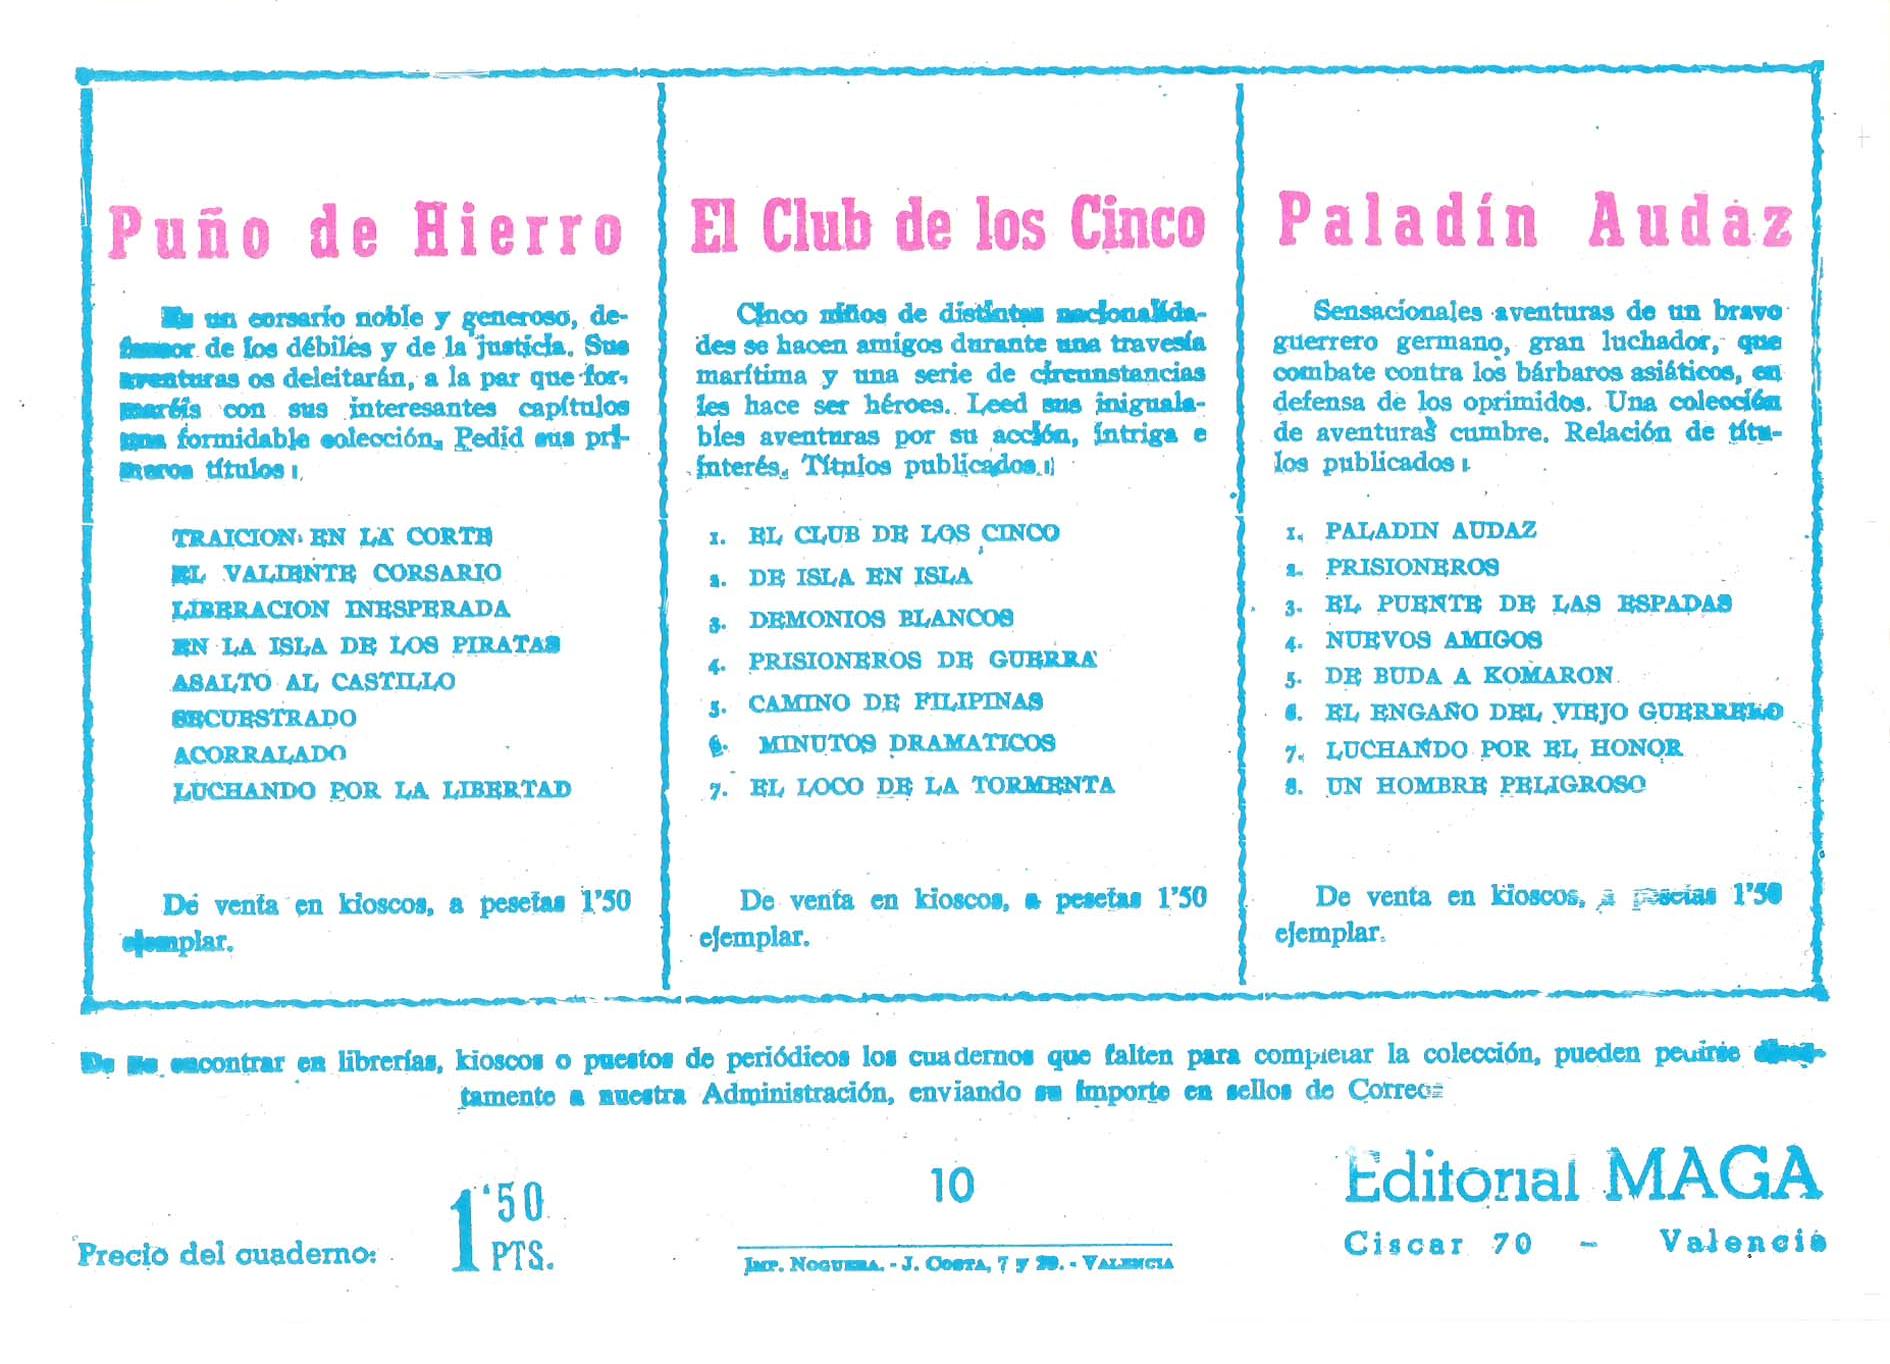 Puño de Hierro
Es un corsario noble y generoso, de-
fensor de los débiles y de la justicia. Sus
aventuras os deleitarán, a la par que for-
maréis con sus interesantes capítulos
una formidable colección. Pedid sus pri-
meros títulos:
TRAICION EN LA CORTE
EL VALIENTE CORSARIO
LIBERACION INESPERADA
EN LA ISLA DE LOS PIRATAS
ASALTO AL CASTILLO
SECUESTRADO
ACORRALADO
LUCHANDO POR LA LIBERTAD
De venta en kioscos, a pesetas 1'50
ejemplar.
El Club de los Cinco
Cinco niños de distintas nacionalida-
des se hacen amigos durante una travesía
marítima y una serie de circunstancias
les hace ser héroes. Leed sus iniguala-
bles aventuras por su acción, intriga e
interés. Títulos publicados:
1. EL CLUB DE LOS CINCO
2. DE ISLA EN ISLA
3. DEMONIOS BLANCOS
4. PRISIONEROS DE GUERRA
5. CAMINO DE FILIPINAS
6. MINUTOS DRAMATICOS
7. EL LOCO DE LA TORMENTA
De venta en kioscos, a pesetas 1'50
ejemplar.
Paladín Audaz
Sensacionales aventuras de un bravo
guerrero germano, gran luchador, que
combate contra los bárbaros asiáticos, en
defensa de los oprimidos. Una colección
de aventuras cumbre. Relación de títu-
los publicados:
1. PALADIN AUDAZ
2. PRISIONEROS
3. EL PUENTE DE LAS ESPADAS
4. NUEVOS AMIGOS
5. DE BUDA A KOMARON
6. EL ENGAÑO DEL VIEJO GUERRERO
7. LUCHANDO POR EL HONOR
8. UN HOMBRE PELIGROSO
De venta en kioscos, a pesetas 1'50
ejemplar.
De no encontrar en librerías, kioscos o puestos de periódicos los cuadernos que falten para completar la colección, pueden pedirse direc-
tamente a nuestra Administración, enviando su importe en sellos de Correos
Precio del cuaderno: 1'50 PTS.
10
IMP. NOGUERA. - J. COSTA, 7 y - VALENCIA
Editorial MAGA
Ciscar 70 - Valencia